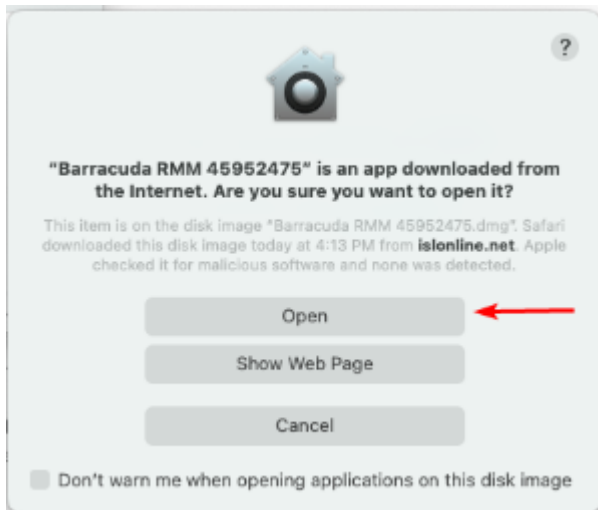 ?
"Barracuda RMM 45952475" is an app downloaded from
the Internet. Are you sure you want to open it?
This item is on the disk image "Barracuda RMM 45952475.dmg". Safari
downloaded this disk image today at 4:13 PM from islonline.net. Apple
checked it for malicious software and none was detected.
Open
Show Web Page
Cancel
Don't warn me when opening applications on this disk image